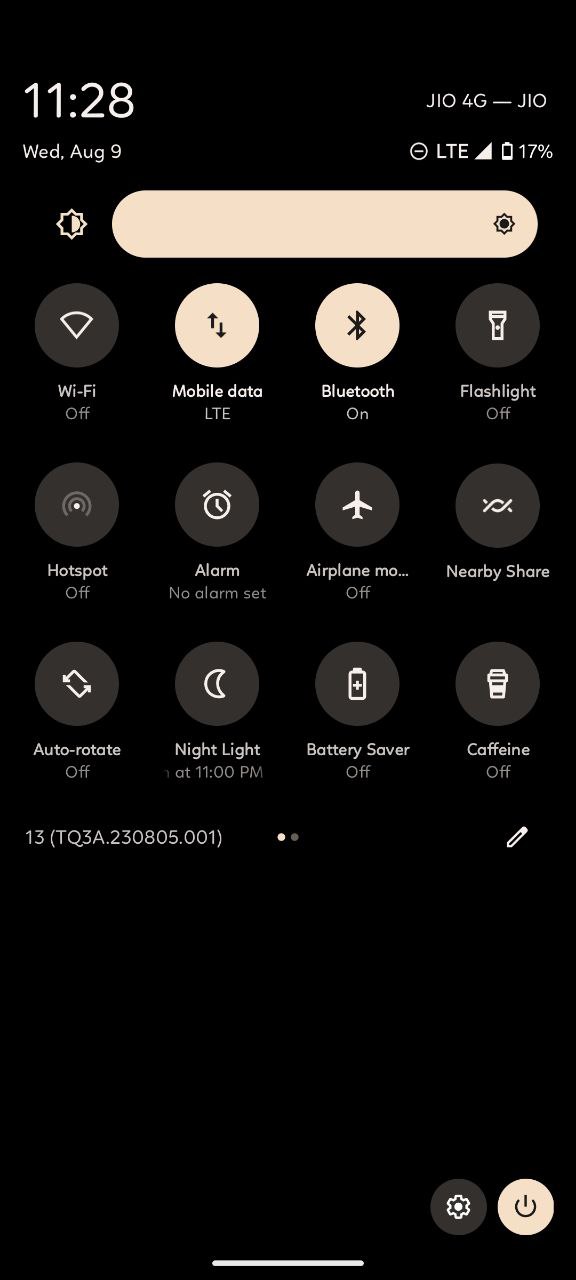 11:28
JIO 4G — JIO
Wed, Aug 9
LTE 17%
Wi-Fi
Off
Mobile data
LTE
Bluetooth
On
Flashlight
Off
Hotspot
Off
Alarm
No alarm set
Airplane mo...
Off
Nearby Share
Auto-rotate
Off
Night Light
at 11:00 PM
Battery Saver
Off
Caffeine
Off
13 (TQ3A.230805.001)